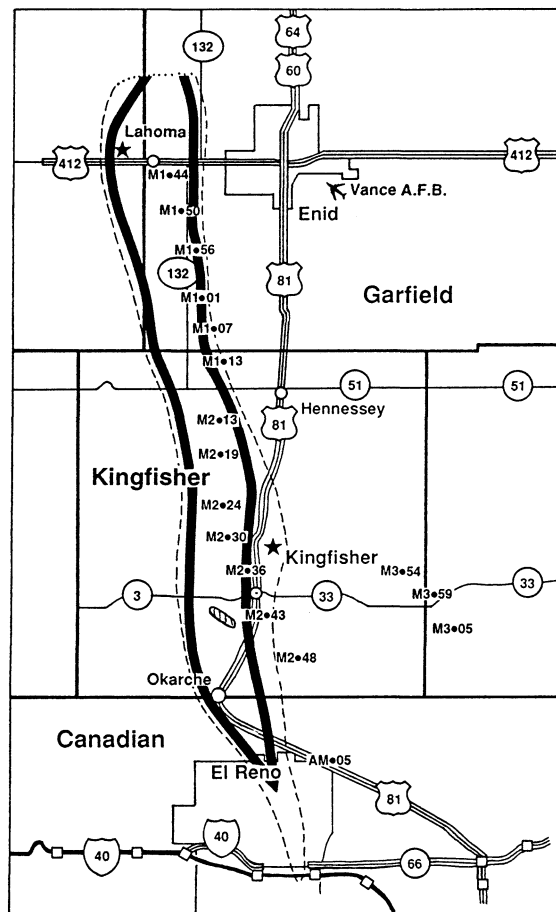 64
132
60
Lahoma
412
412
M1●44
Vance A.F.B.
M1●50
Enid
M1●56
132
81
M1●01
Garfield
M1●07
M1●13
51
51
Hennessey
M2●13
81
M2●19
Kingfisher
M2●24
M2●30
Kingfisher
M2●36
M3●54
33
3
33
M3●59
M2●43
M3●05
M2●48
Okarche
Canadian
AM●05
El Reno
81
40
40
66